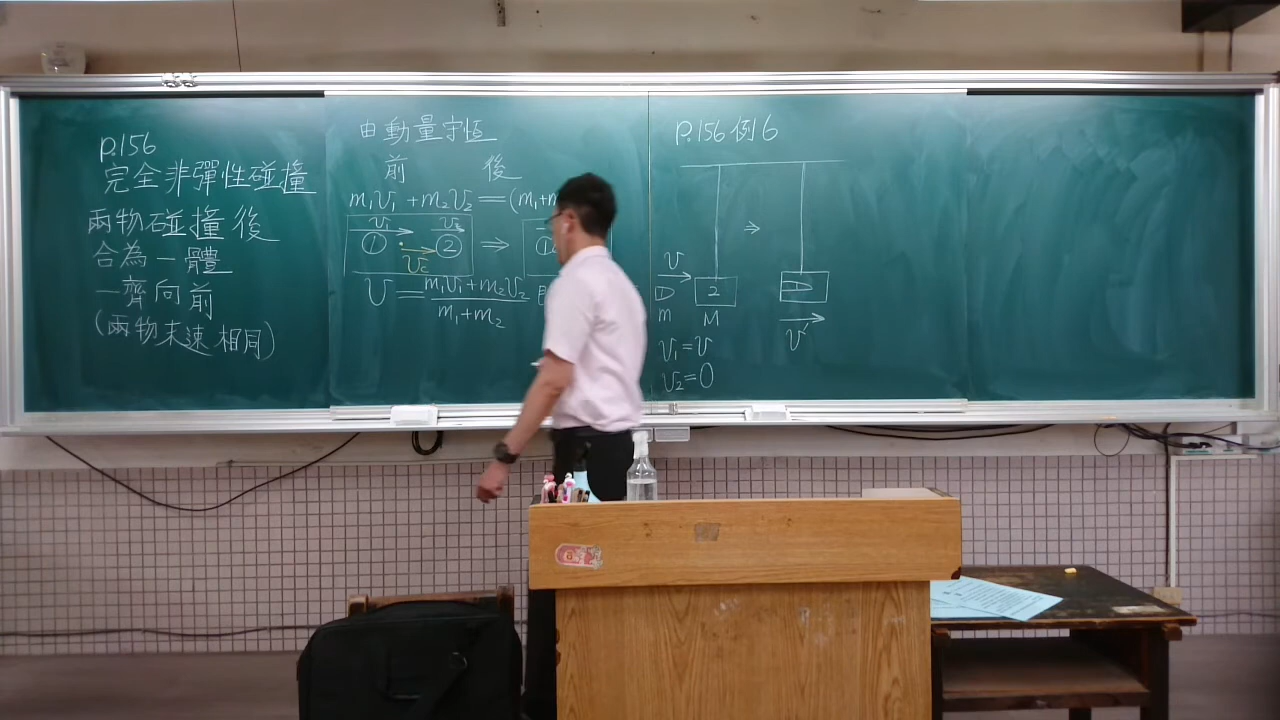 p.156
完全非彈性碰撞
兩物碰撞後
合為一體
一齊向前
(兩物末速相同)
由動量守恆
前 後
m₁v₁+m₂v₂=(m₁+m
v₁ v₂
① ② ⇒ ①
v = (m₁v₁+m₂v₂)/(m₁+m₂)
P.156 例6
v
2
m M
v'
v₁=v
v₂=0